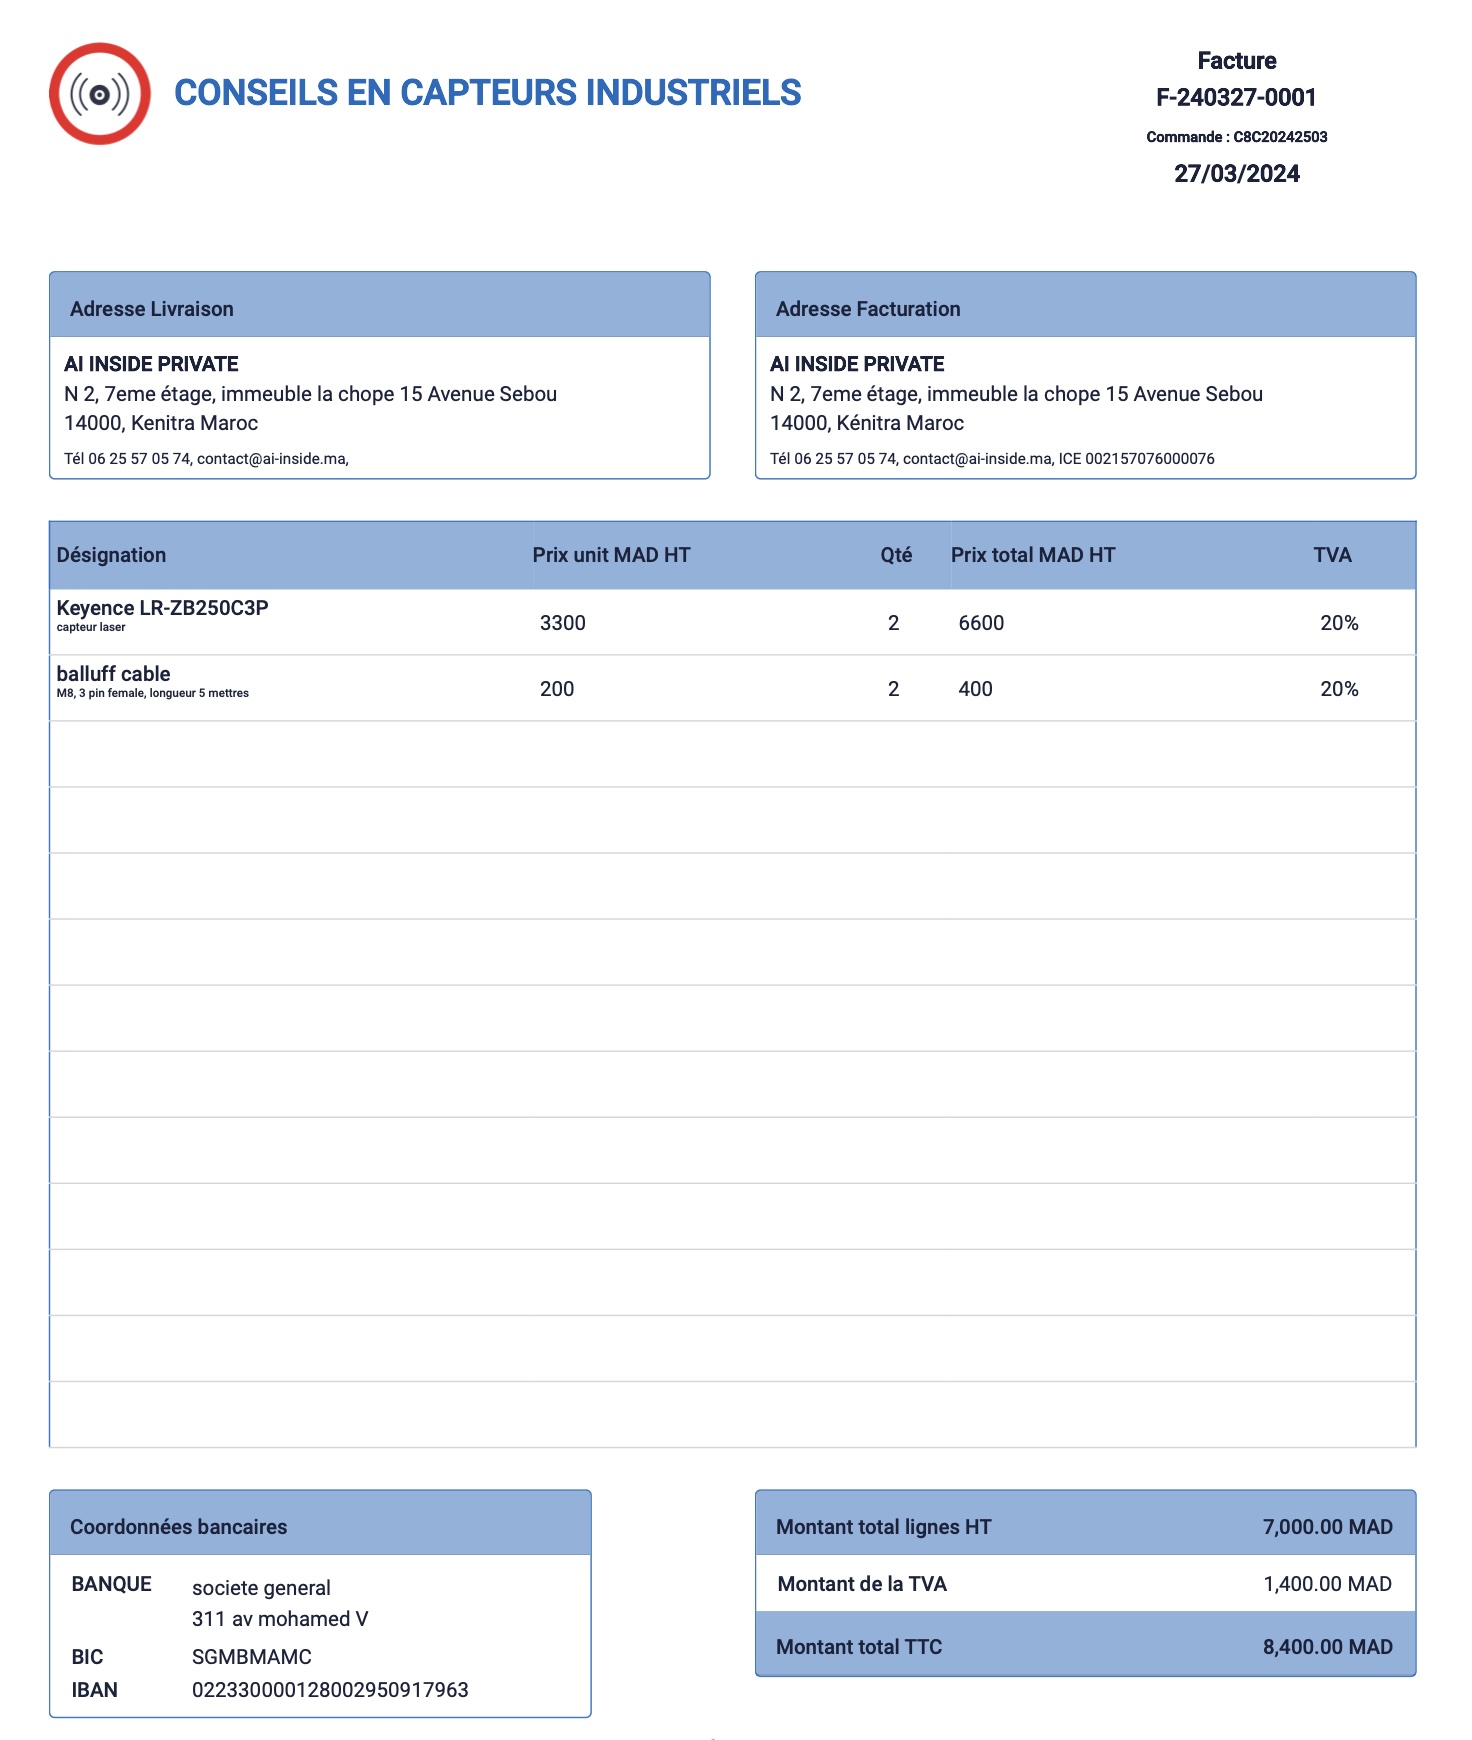 CONSEILS EN CAPTEURS INDUSTRIELS
Facture
F-240327-0001
Commande : C8C20242503
27/03/2024
Adresse Livraison
AI INSIDE PRIVATE
N 2, 7eme étage, immeuble la chope 15 Avenue Sebou
14000, Kenitra Maroc
Tél 06 25 57 05 74, contact@ai-inside.ma,
Adresse Facturation
AI INSIDE PRIVATE
N 2, 7eme étage, immeuble la chope 15 Avenue Sebou
14000, Kénitra Maroc
Tél 06 25 57 05 74, contact@ai-inside.ma, ICE 002157076000076
Désignation Prix unit MAD HT Qté Prix total MAD HT TVA
Keyence LR-ZB250C3P
capteur laser
3300 2 6600 20%
balluff cable
M8, 3 pin female, longueur 5 mettres
200 2 400 20%
Coordonnées bancaires
BANQUE societe general
311 av mohamed V
BIC SGMBMAMC
IBAN 022330000128002950917963
Montant total lignes HT 7,000.00 MAD
Montant de la TVA 1,400.00 MAD
Montant total TTC 8,400.00 MAD